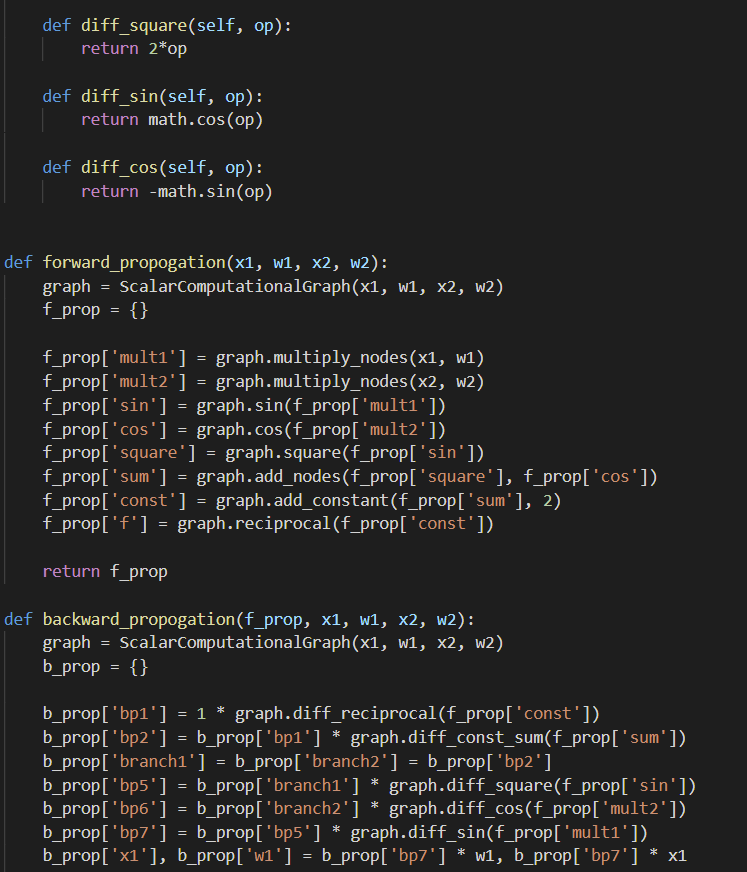 def diff_square(self, op):
return 2*op
def diff_sin(self, op):
return math.cos(op)
def diff_cos(self, op):
return -math.sin(op)
def forward_propogation(x1, w1, x2, w2):
graph = ScalarComputationalGraph(x1, w1, x2, w2)
f_prop = {}
f_prop['mult1'] = graph.multiply_nodes(x1, w1)
f_prop['mult2'] = graph.multiply_nodes(x2, w2)
f_prop['sin'] = graph.sin(f_prop['mult1'])
f_prop['cos'] = graph.cos(f_prop['mult2'])
f_prop['square'] = graph.square(f_prop['sin'])
f_prop['sum'] = graph.add_nodes(f_prop['square'], f_prop['cos'])
f_prop['const'] = graph.add_constant(f_prop['sum'], 2)
f_prop['f'] = graph.reciprocal(f_prop['const'])
return f_prop
def backward_propogation(f_prop, x1, w1, x2, w2):
graph = ScalarComputationalGraph(x1, w1, x2, w2)
b_prop = {}
b_prop['bp1'] = 1 * graph.diff_reciprocal(f_prop['const'])
b_prop['bp2'] = b_prop['bp1'] * graph.diff_const_sum(f_prop['sum'])
b_prop['branch1'] = b_prop['branch2'] = b_prop['bp2']
b_prop['bp5'] = b_prop['branch1'] * graph.diff_square(f_prop['sin'])
b_prop['bp6'] = b_prop['branch2'] * graph.diff_cos(f_prop['mult2'])
b_prop['bp7'] = b_prop['bp5'] * graph.diff_sin(f_prop['mult1'])
b_prop['x1'], b_prop['w1'] = b_prop['bp7'] * w1, b_prop['bp7'] * x1